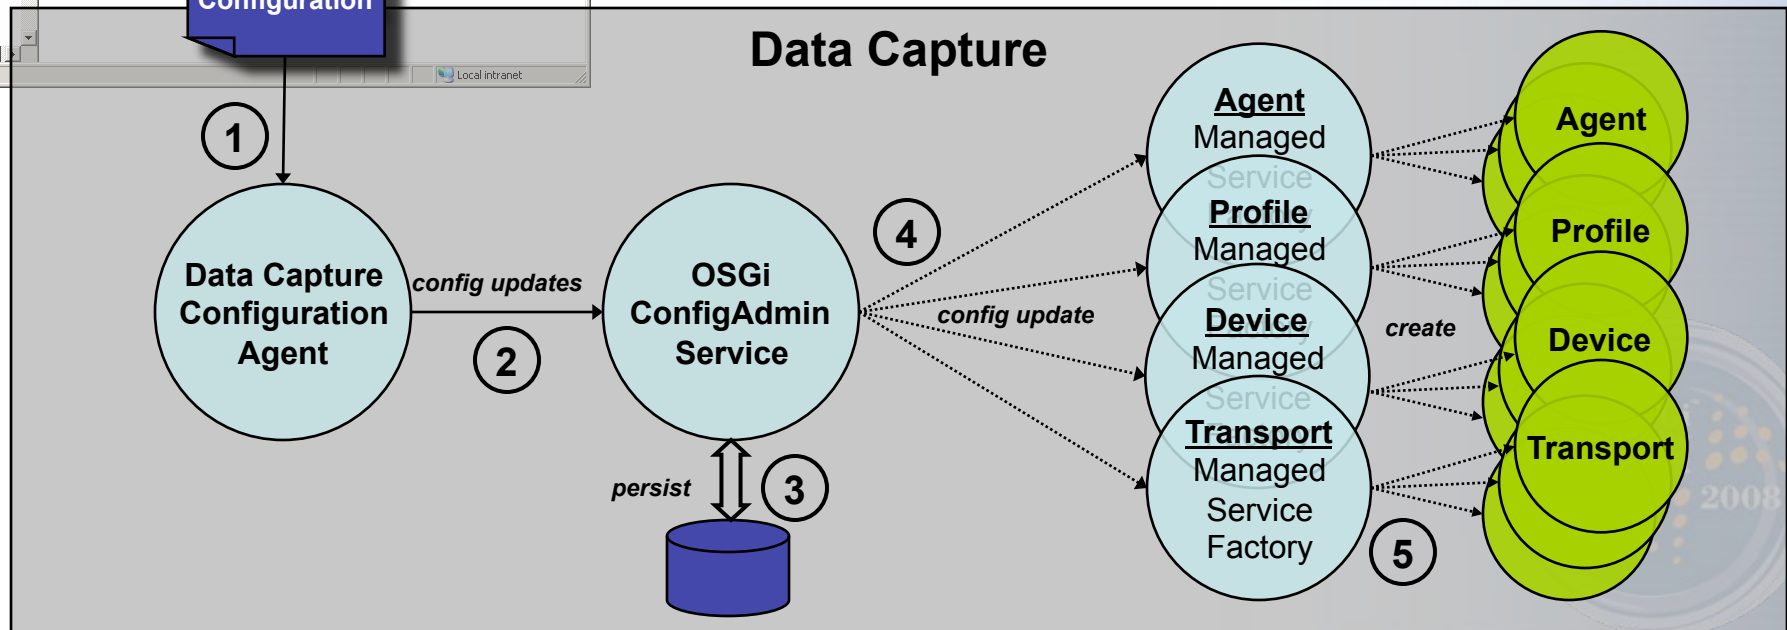 Configuration
Local intranet
Data Capture
1
Data Capture
Configuration
Agent
config updates
2
OSGi
ConfigAdmin
Service
persist
3
4
config update
Agent
Managed
Service
Factory
Profile
Managed
Service
Factory
Device
Managed
Service
Transport
Managed
Service
Factory
create
5
Agent
Profile
Device
Transport
2008